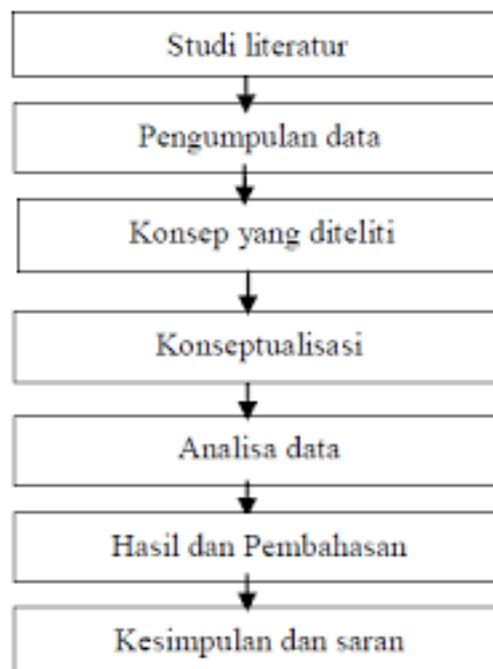 Studi literatur
Pengumpulan data
Konsep yang diteliti
Konseptualisasi
Analisa data
Hasil dan Pembahasan
Kesimpulan dan saran